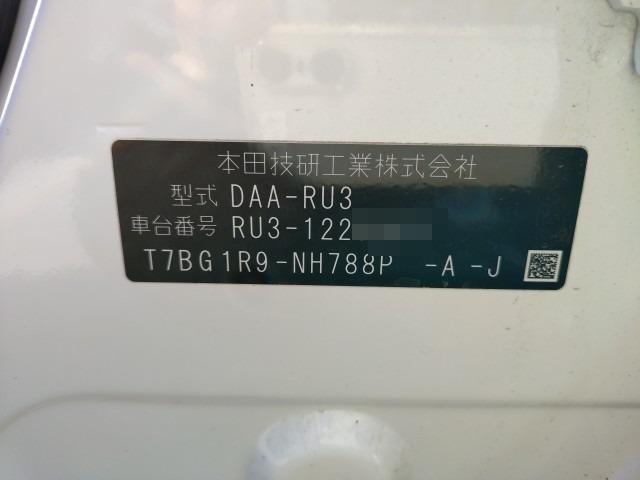 本田技研工業株式会社
型式 DAA-RU3
車台番号 RU3-122
T7BG1R9-NH788P -A -J